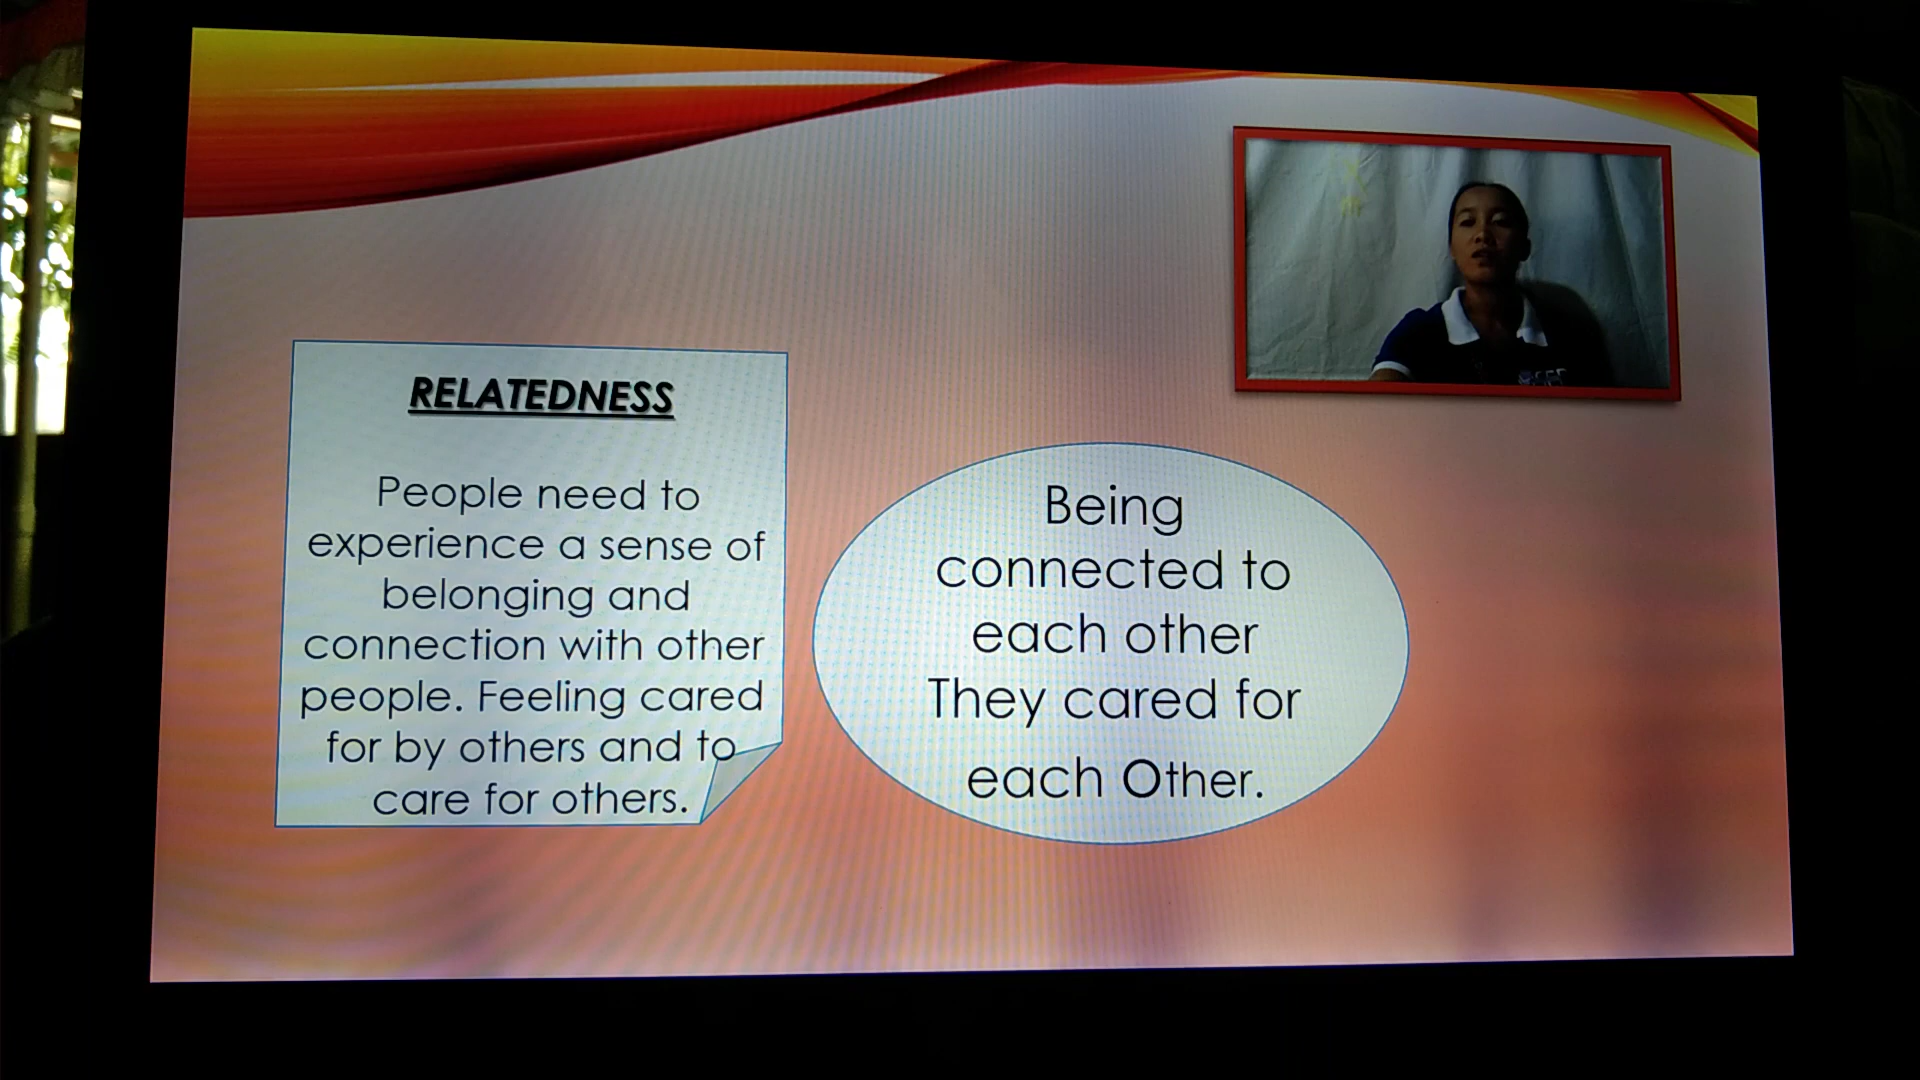 RELATEDNESS
People need to
experience a sense of
belonging and
connection with other
people. Feeling cared
for by others and to
care for others.
Being
connected to
each other
They cared for
each Other.